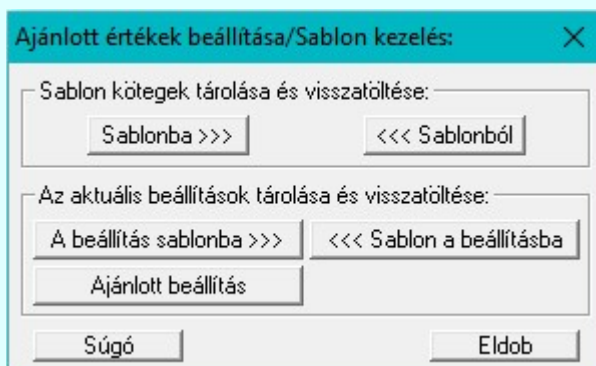 Ajánlott értékek beállítása/Sablon kezelés:
Sablon kötegek tárolása és visszatöltése:
Sablonba >>> <<< Sablonból
Az aktuális beállítások tárolása és visszatöltése:
A beállítás sablonba >>> <<< Sablon a beállításba
Ajánlott beállítás
Súgó Eldob